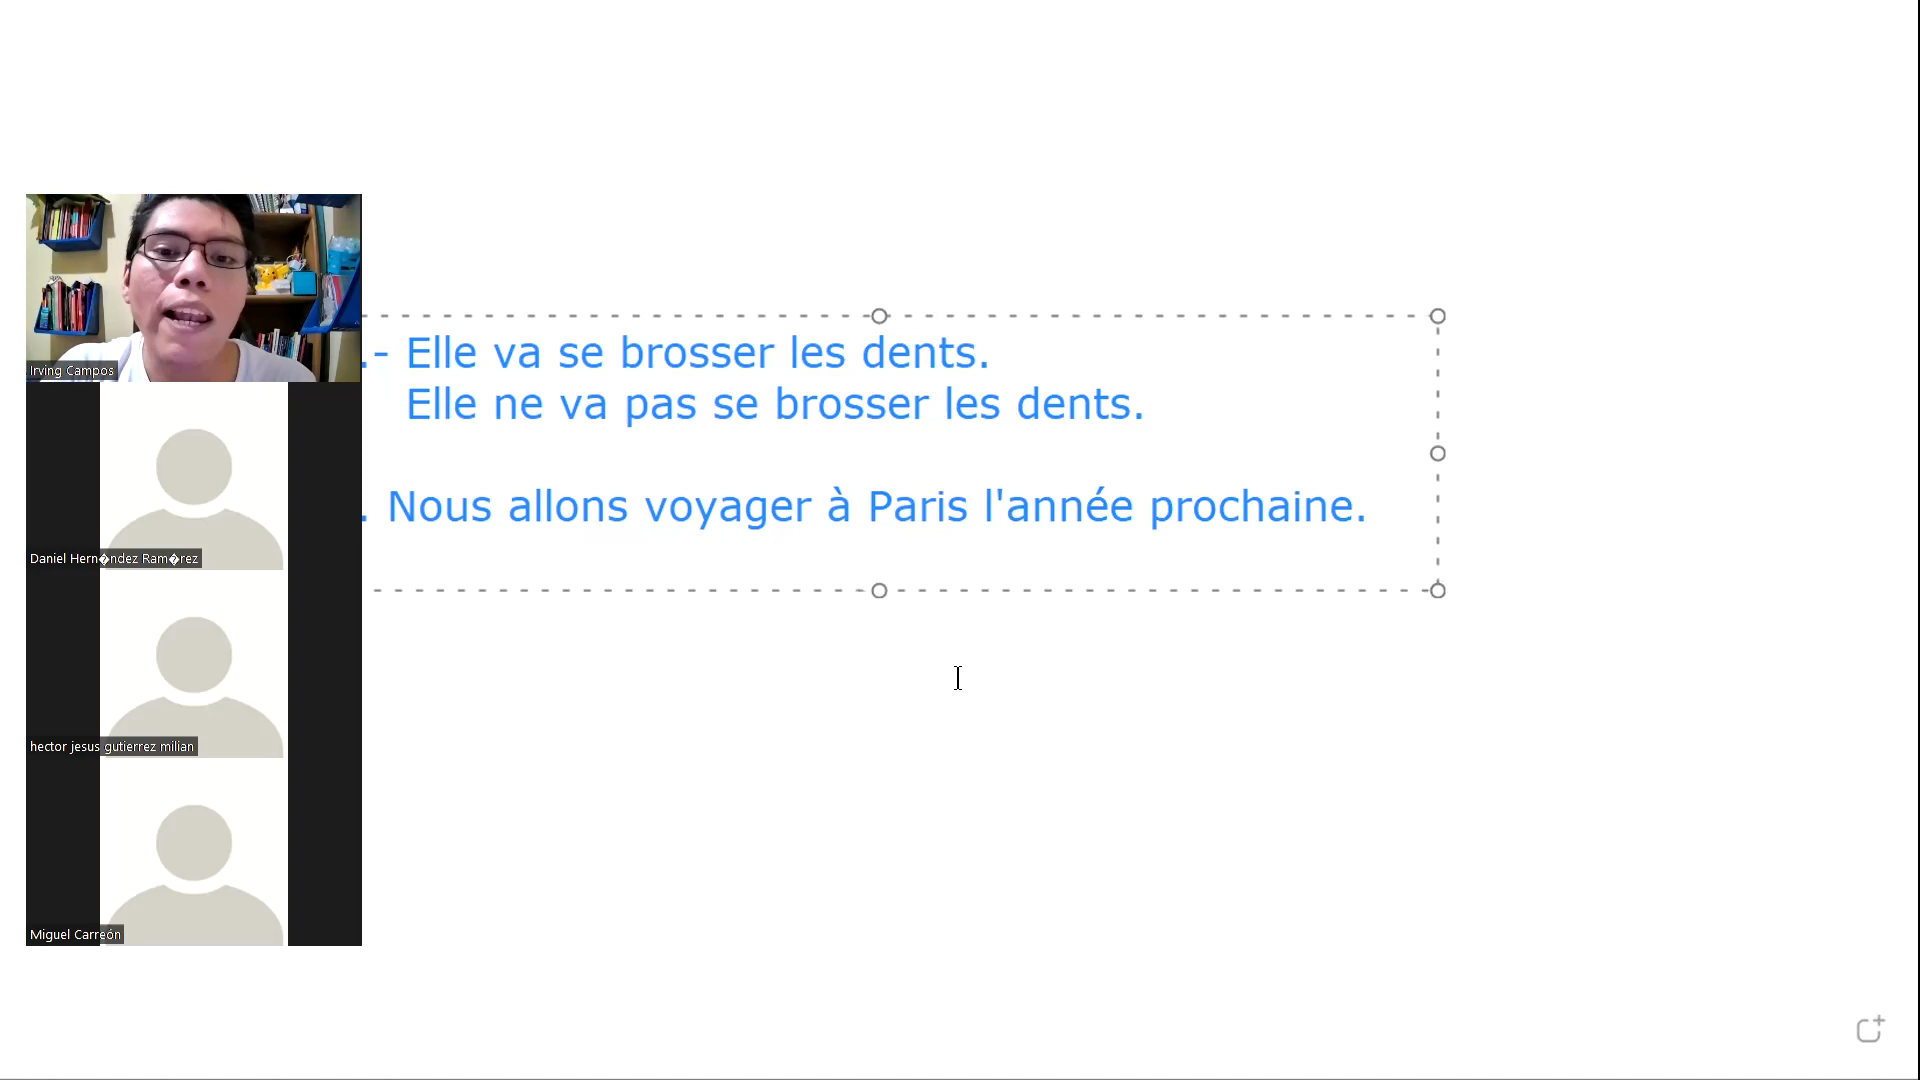 .- Elle va se brosser les dents.
Elle ne va pas se brosser les dents.
. Nous allons voyager à Paris l'année prochaine.
Irving Campos
Daniel Hern�ndez Ram�rez
hector jesus gutierrez milian
Miguel Carreón